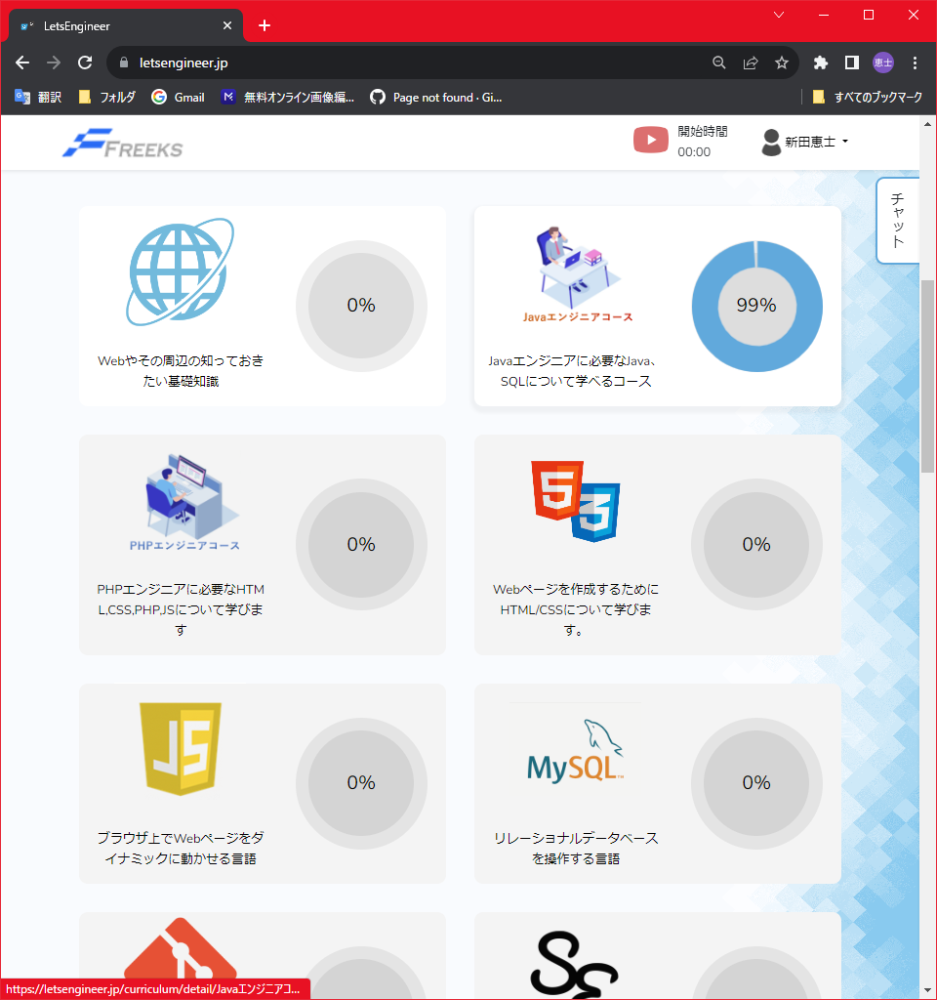 LetsEngineer
letsengineer.jp
恵士
翻訳
フォルダ
Gmail
無料オンライン画像編...
Page not found · Gi...
すべてのブックマーク
FREEKS
開始時間
00:00
新田恵士
チャット
Webやその周辺の知っておき
たい基礎知識
0%
Javaエンジニアコース
Javaエンジニアに必要なJava、
SQLについて学べるコース
99%
PHPエンジニアコース
PHPエンジニアに必要なHTM
L,CSS,PHP,JSについて学びま
す
0%
5
3
Webページを作成するために
HTML/CSSについて学びま
す。
0%
JS
ブラウザ上でWebページをダ
イナミックに動かせる言語
0%
MySQL
リレーショナルデータベース
を操作する言語
0%
https://letsengineer.jp/curriculum/detail/Javaエンジニアコ...